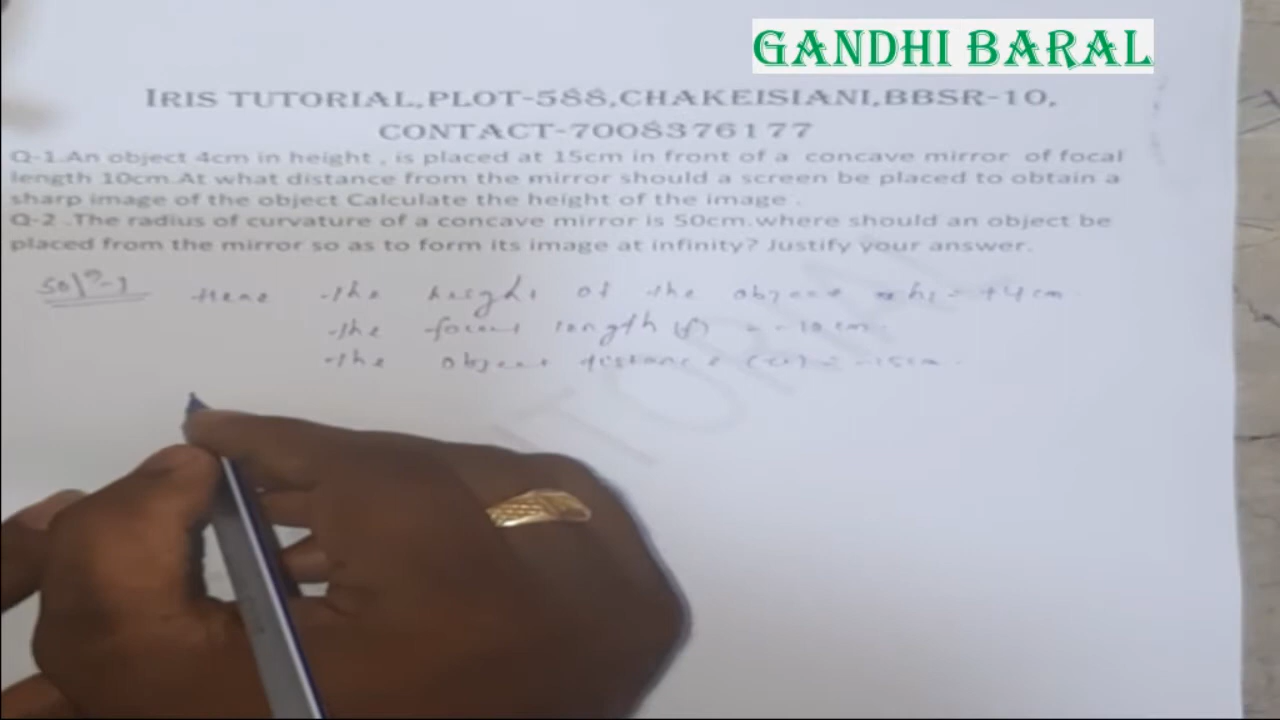 GANDHI BARAL
IRIS TUTORIAL,PLOT-588,CHAKEISIANI,BBSR-10,
CONTACT-7008376177
Q-1.An object 4cm in height , is placed at 15cm in front of a concave mirror of focal
length 10cm.At what distance from the mirror should a screen be placed to obtain a
sharp image of the object Calculate the height of the image .
Q-2 .The radius of curvature of a concave mirror is 50cm.where should an object be
placed from the mirror so as to form its image at infinity? Justify your answer.
Soln-1 Here the height of the object h1 = +4cm
the focal length (f) = -10cm.
the object distance (u) = -15cm.
TORIAL